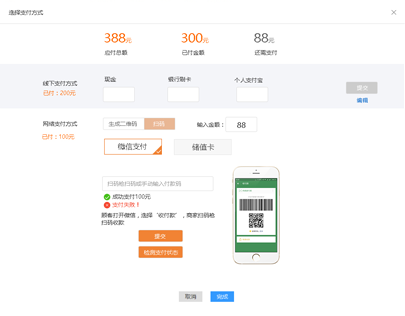 选择支付方式
388元
300元
88元
应付总额
已付金额
还需支付
线下支付方式
已付：200元
现金
银行刷卡
个人支付宝
提交
编辑
网络支付方式
已付：100元
生成二维码
扫码
输入金额：
88
微信支付
储值卡
扫码枪扫码或手动输入付款码
成功支付100元
支付失败！
顾客打开微信，选择“收付款”，商家扫码枪
扫码收款
提交
检测支付状态
取消
完成